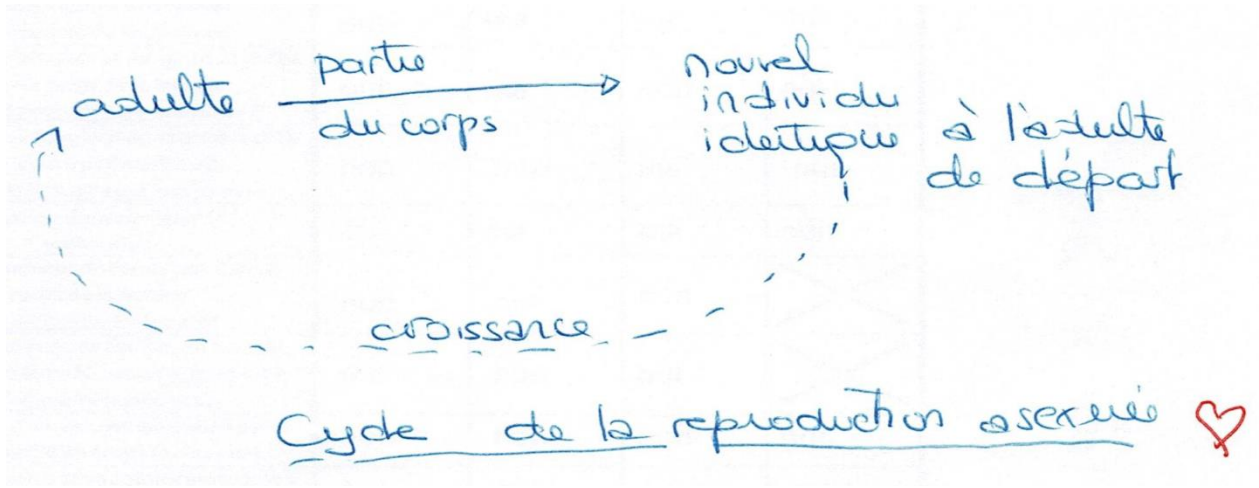 adulte
partie
du corps
nouvel
individu
identique à l'adulte
de départ
croissance
Cycle de la reproduction asexuée